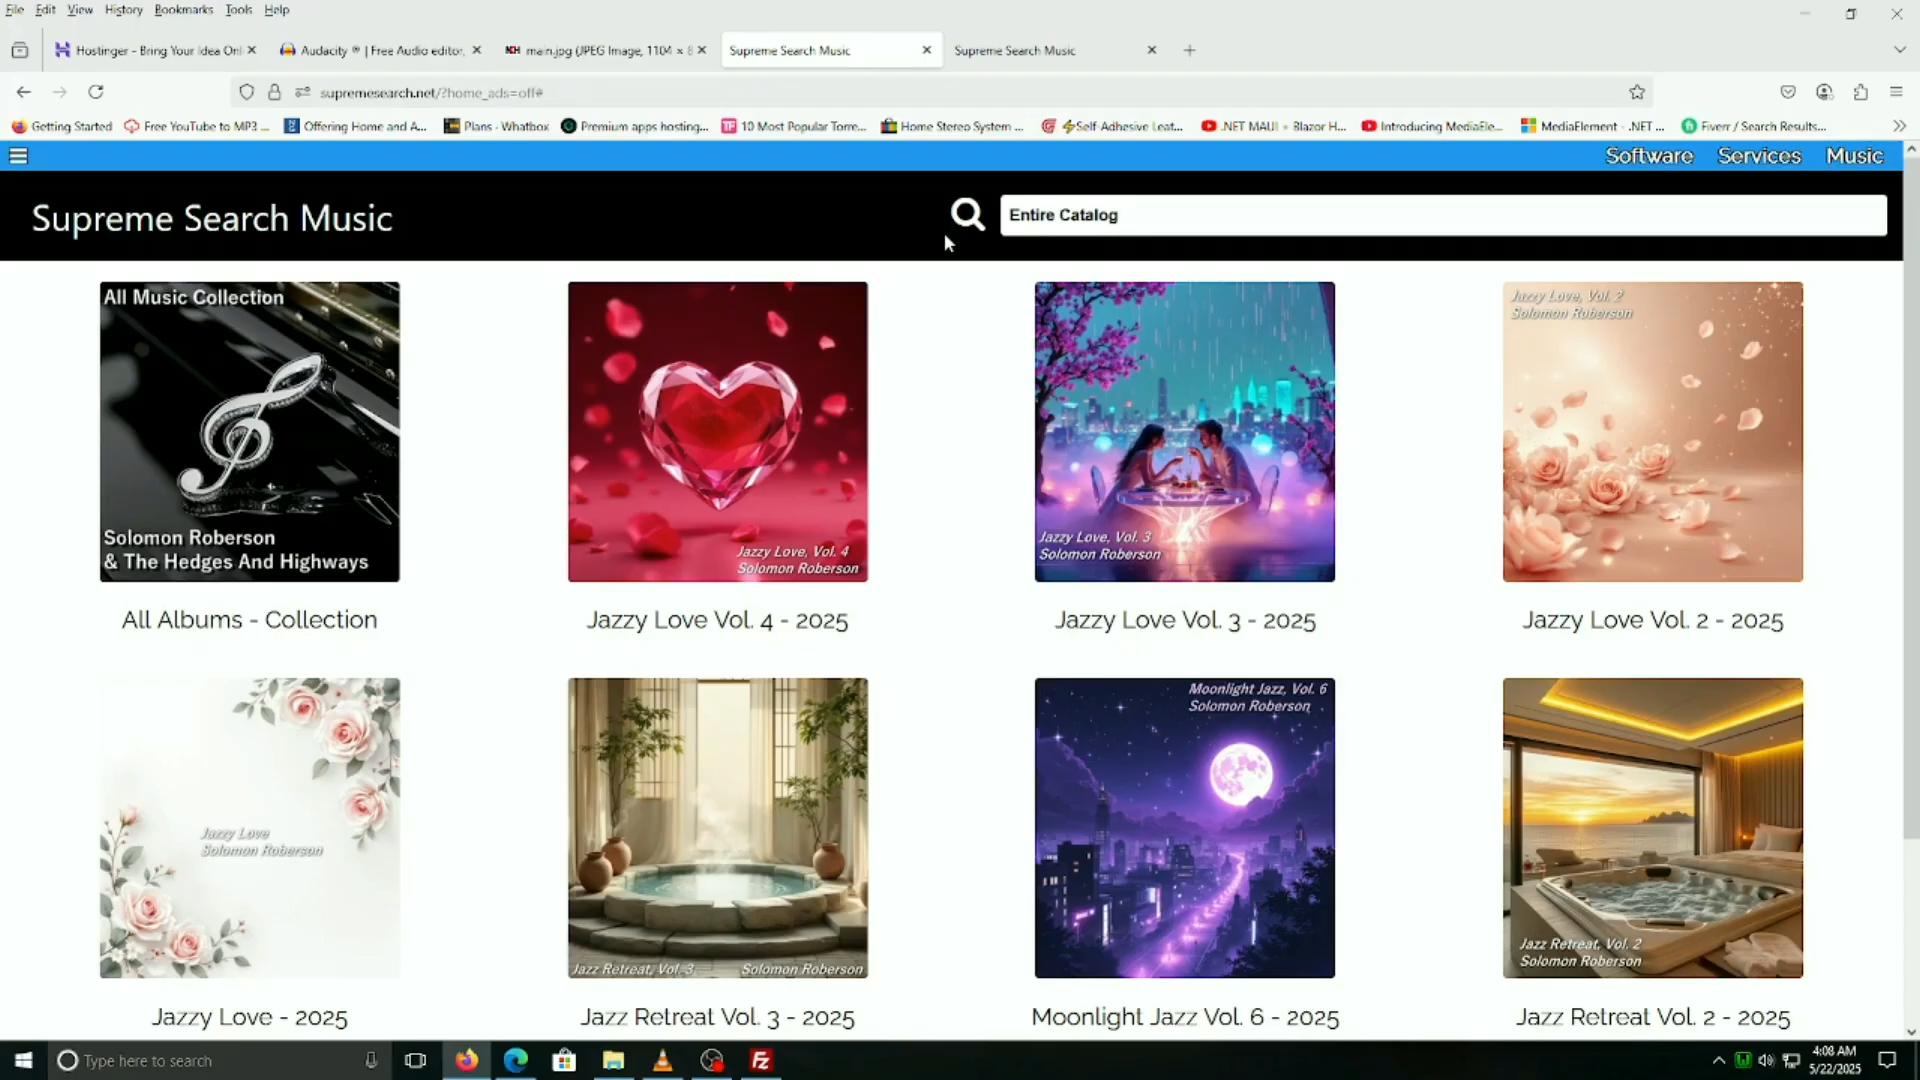 File Edit View History Bookmarks Tools Help
Hostinger - Bring Your Idea Onl
Audacity ® | Free Audio editor,
main.jpg (JPEG Image, 1104 × 8
Supreme Search Music
Supreme Search Music
supremesearch.net/?home_ads=off#
Getting Started
Free YouTube to MP3 ...
Offering Home and A...
Plans - Whatbox
Premium apps hosting...
10 Most Popular Torre...
Home Stereo System ...
Self-Adhesive Leat...
.NET MAUI + Blazor H...
Introducing MediaEle...
MediaElement - .NET ...
Fiverr / Search Results...
Software Services Music
Supreme Search Music
Entire Catalog
All Music Collection
Solomon Roberson
& The Hedges And Highways
Jazzy Love, Vol. 4
Solomon Roberson
Jazzy Love, Vol. 3
Solomon Roberson
Jazzy Love, Vol. 2
Solomon Roberson
All Albums - Collection
Jazzy Love Vol. 4 - 2025
Jazzy Love Vol. 3 - 2025
Jazzy Love Vol. 2 - 2025
Jazzy Love
Solomon Roberson
Jazz Retreat, Vol. 3 Solomon Roberson
Moonlight Jazz, Vol. 6
Solomon Roberson
Jazz Retreat, Vol. 2
Solomon Roberson
Jazzy Love - 2025
Jazz Retreat Vol. 3 - 2025
Moonlight Jazz Vol. 6 - 2025
Jazz Retreat Vol. 2 - 2025
Type here to search
4:08 AM
5/22/2025